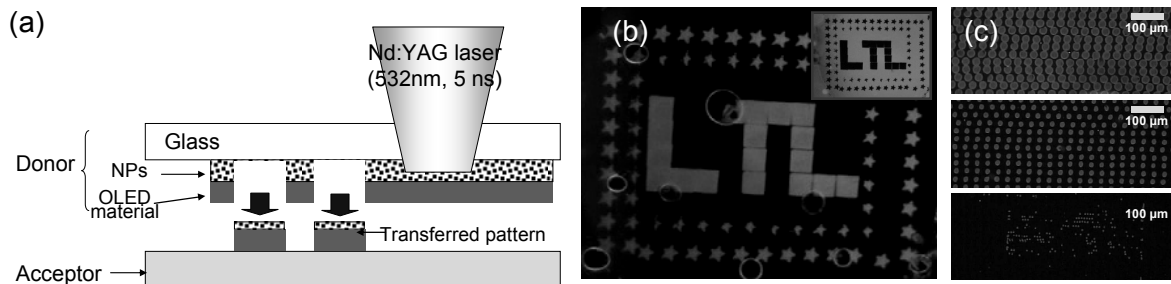 (a)
Nd:YAG laser
(532nm, 5 ns)
Glass
Donor
NPs
OLED
material
Transferred pattern
Acceptor
(b)
LTL
LTL
(c)
100 µm
100 µm
100 µm